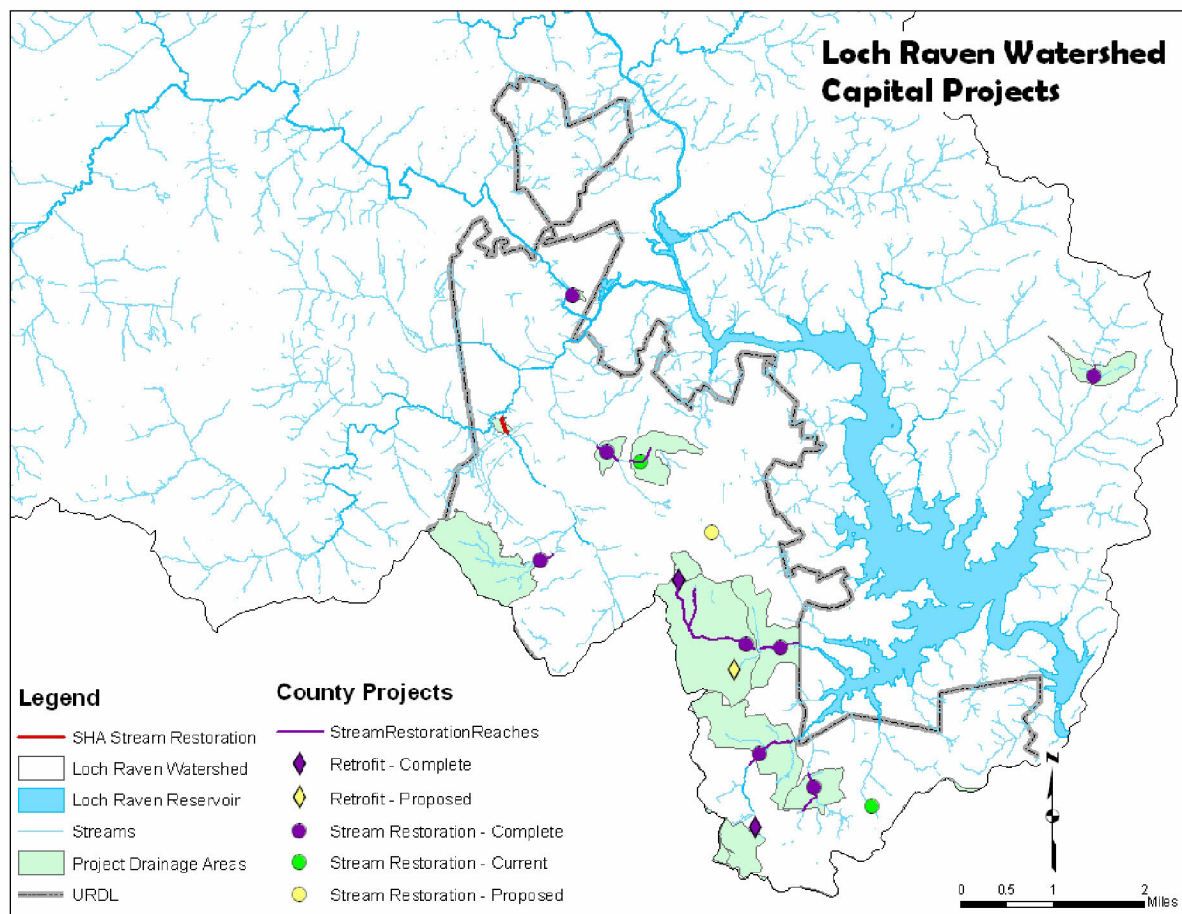 Loch Raven Watershed
Capital Projects
Legend
SHA Stream Restoration
Loch Raven Watershed
Loch Raven Reservoir
Streams
Project Drainage Areas
URDL
County Projects
StreamRestorationReaches
Retrofit - Complete
Retrofit - Proposed
Stream Restoration - Complete
Stream Restoration - Current
Stream Restoration - Proposed
N
0 0.5 1 2
Miles